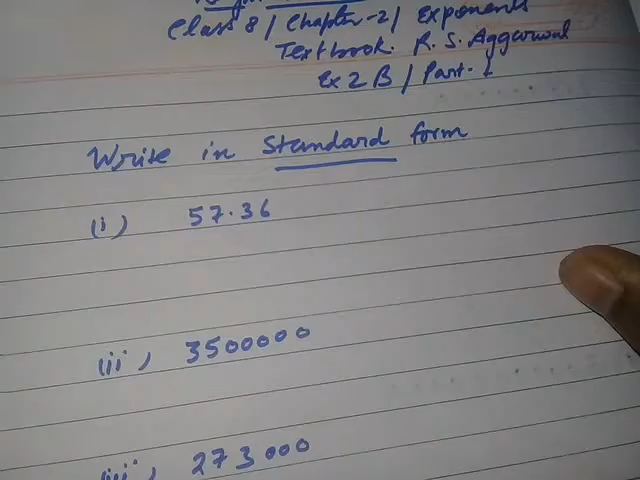 Class 8 / Chapter-2 / Exponents
Textbook. R. S. Aggarwal
Ex 2 B / Part-1
Write in Standard form
(i) 57.36
(ii) 3500000
(iii) 273000